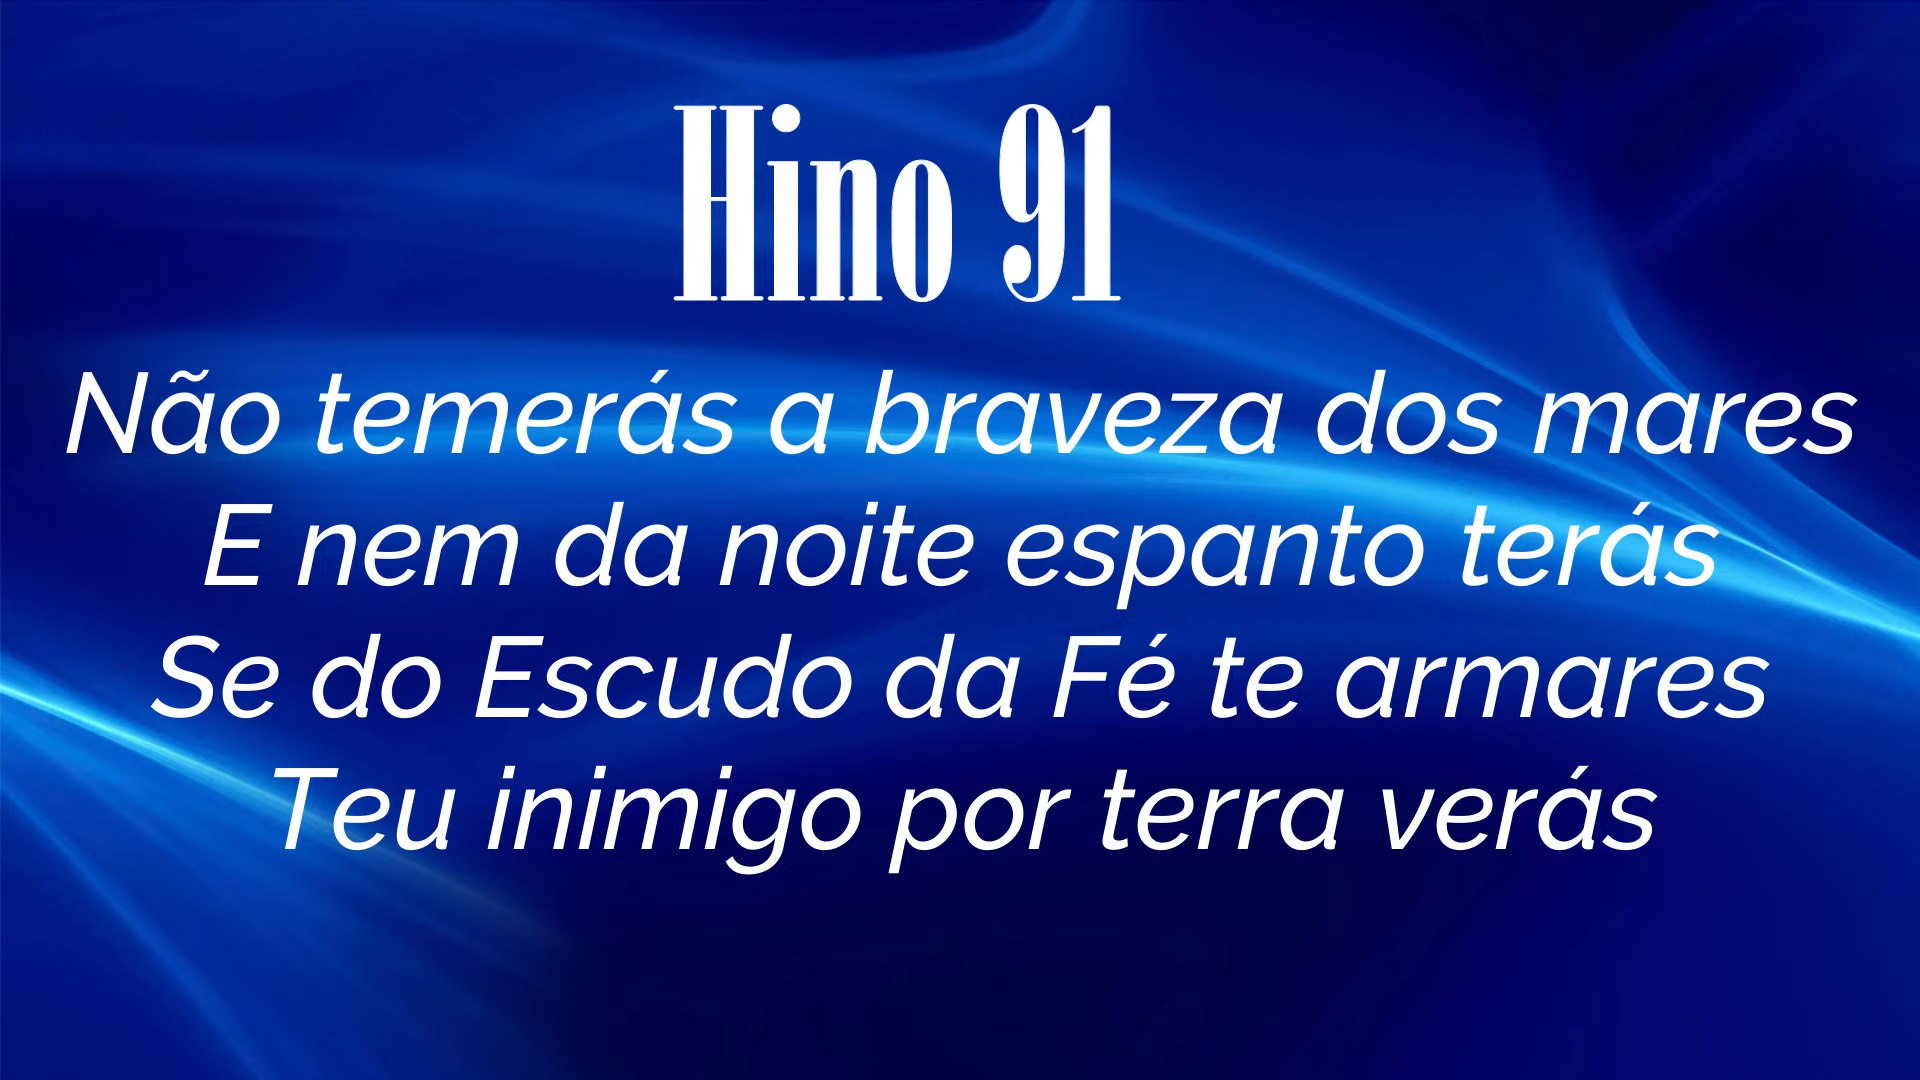 Hino 91
Não temerás a braveza dos mares
E nem da noite espanto terás
Se do Escudo da Fé te armares
Teu inimigo por terra verás